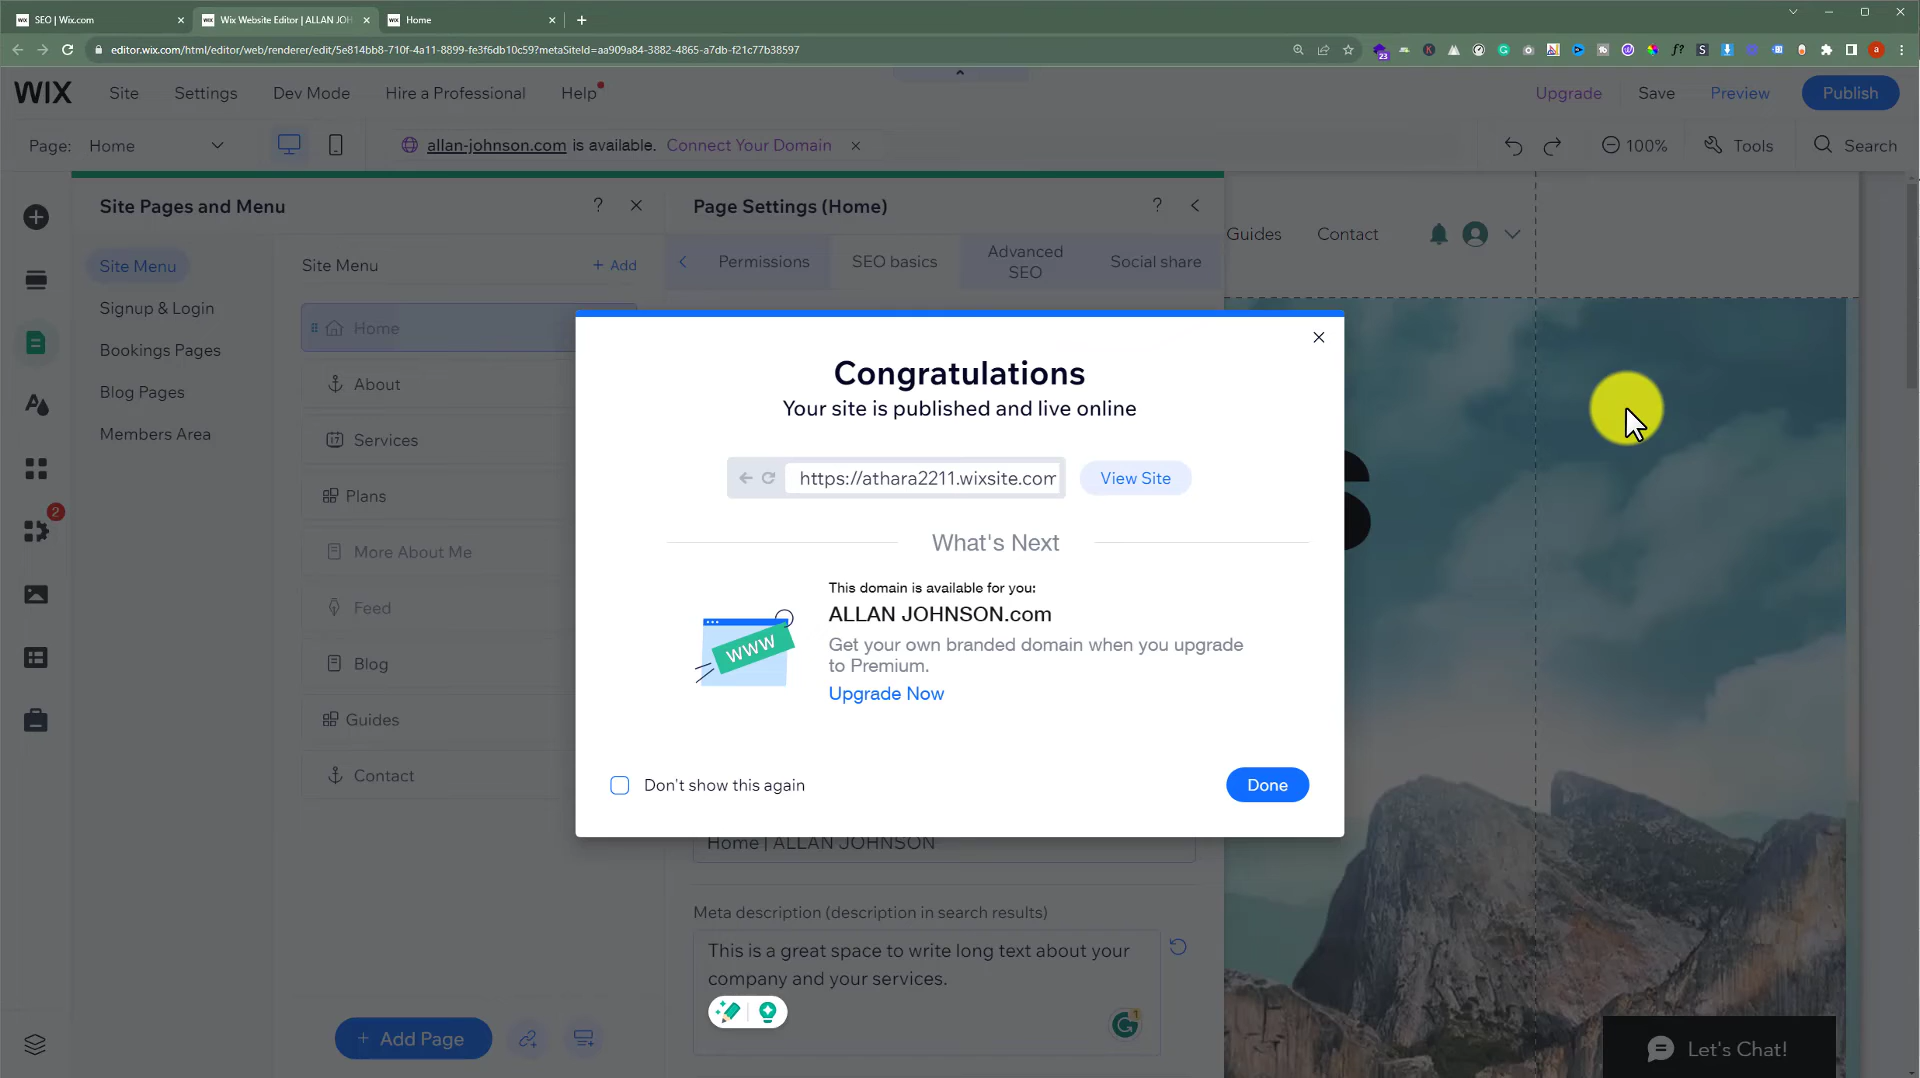 SEO | Wix.com
Wix Website Editor | ALLAN JOH
Home
editor.wix.com/html/editor/web/renderer/edit/5e814bb8-710f-4a11-8899-fe3f6db10c59?metaSiteId=aa909a84-3882-4865-a7db-f21c77b38597
23
WIX
Site
Settings
Dev Mode
Hire a Professional
Help
Upgrade
Save
Preview
Publish
Page: Home
allan-johnson.com is available. Connect Your Domain
100%
Tools
Search
Site Pages and Menu
?
Page Settings (Home)
?
Guides
Contact
Site Menu
Signup & Login
Bookings Pages
Blog Pages
Members Area
Site Menu
+ Add
Permissions
SEO basics
Advanced
SEO
Social share
Home
About
Services
Plans
More About Me
Feed
Blog
Guides
Contact
2
Congratulations
Your site is published and live online
https://athara2211.wixsite.com
View Site
What's Next
This domain is available for you:
ALLAN JOHNSON.com
Get your own branded domain when you upgrade
to Premium.
Upgrade Now
WWW
Don't show this again
Done
Home | ALLAN JOHNSON
Meta description (description in search results)
This is a great space to write long text about your
company and your services.
1
+ Add Page
Let's Chat!